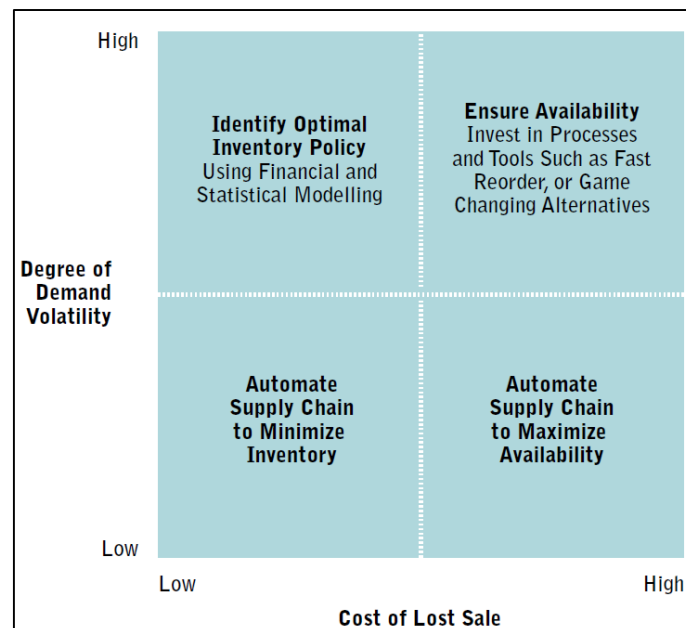 High
Identify Optimal
Inventory Policy
Using Financial and
Statistical Modelling
Ensure Availability
Invest in Processes
and Tools Such as Fast
Reorder, or Game
Changing Alternatives
Degree of
Demand
Volatility
Automate
Supply Chain
to Minimize
Inventory
Automate
Supply Chain
to Maximize
Availability
Low
Low
High
Cost of Lost Sale